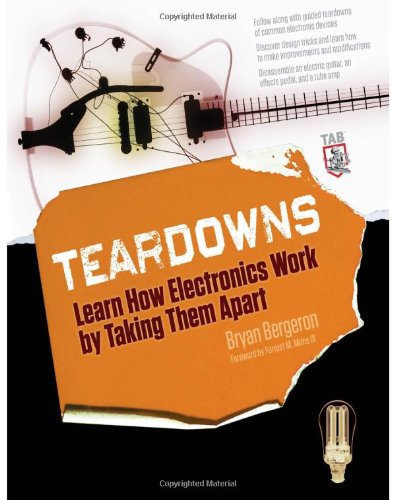 Copyrighted Material
Follow along with guided teardowns
of common electronic devices
Discover design tricks and learn how
to make improvements and modifications
Disassemble an electric guitar, an
effects pedal, and a tube amp
TAB
TEARDOWNS
Learn How Electronics Work
by Taking Them Apart
Bryan Bergeron
Foreword by Forrest M. Mims III
Copyrighted Material